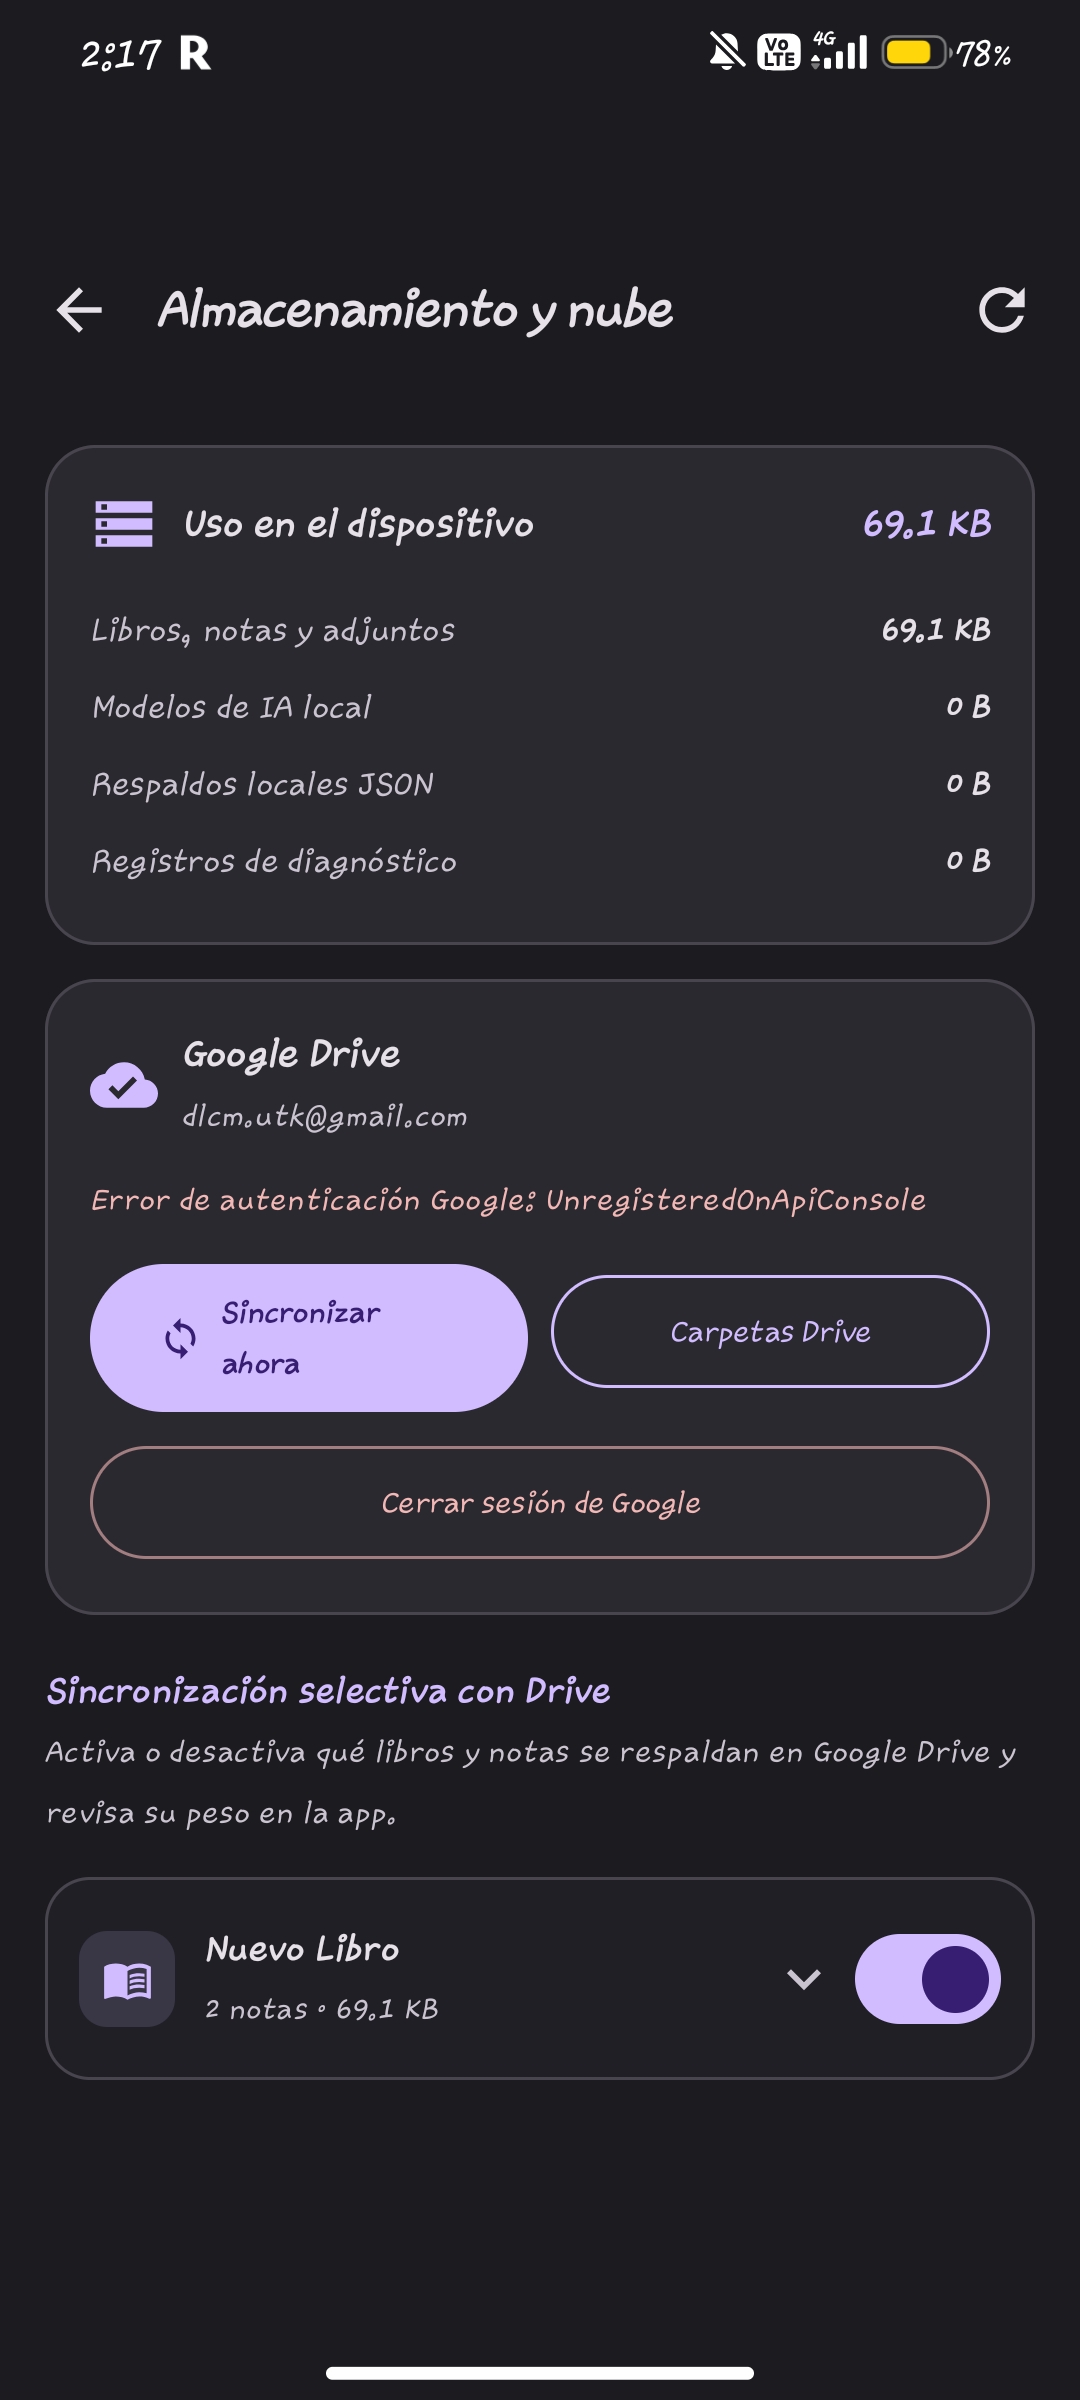 2:17 R
Vo LTE 4G 78%
Almacenamiento y nube
Uso en el dispositivo 69.1 KB
Libros, notas y adjuntos 69.1 KB
Modelos de IA local 0 B
Respaldos locales JSON 0 B
Registros de diagnóstico 0 B
Google Drive
dlcm.utk@gmail.com
Error de autenticación Google: UnregisteredOnApiConsole
Sincronizar
ahora
Carpetas Drive
Cerrar sesión de Google
Sincronización selectiva con Drive
Activa o desactiva qué libros y notas se respaldan en Google Drive y
revisa su peso en la app.
Nuevo Libro
2 notas • 69.1 KB